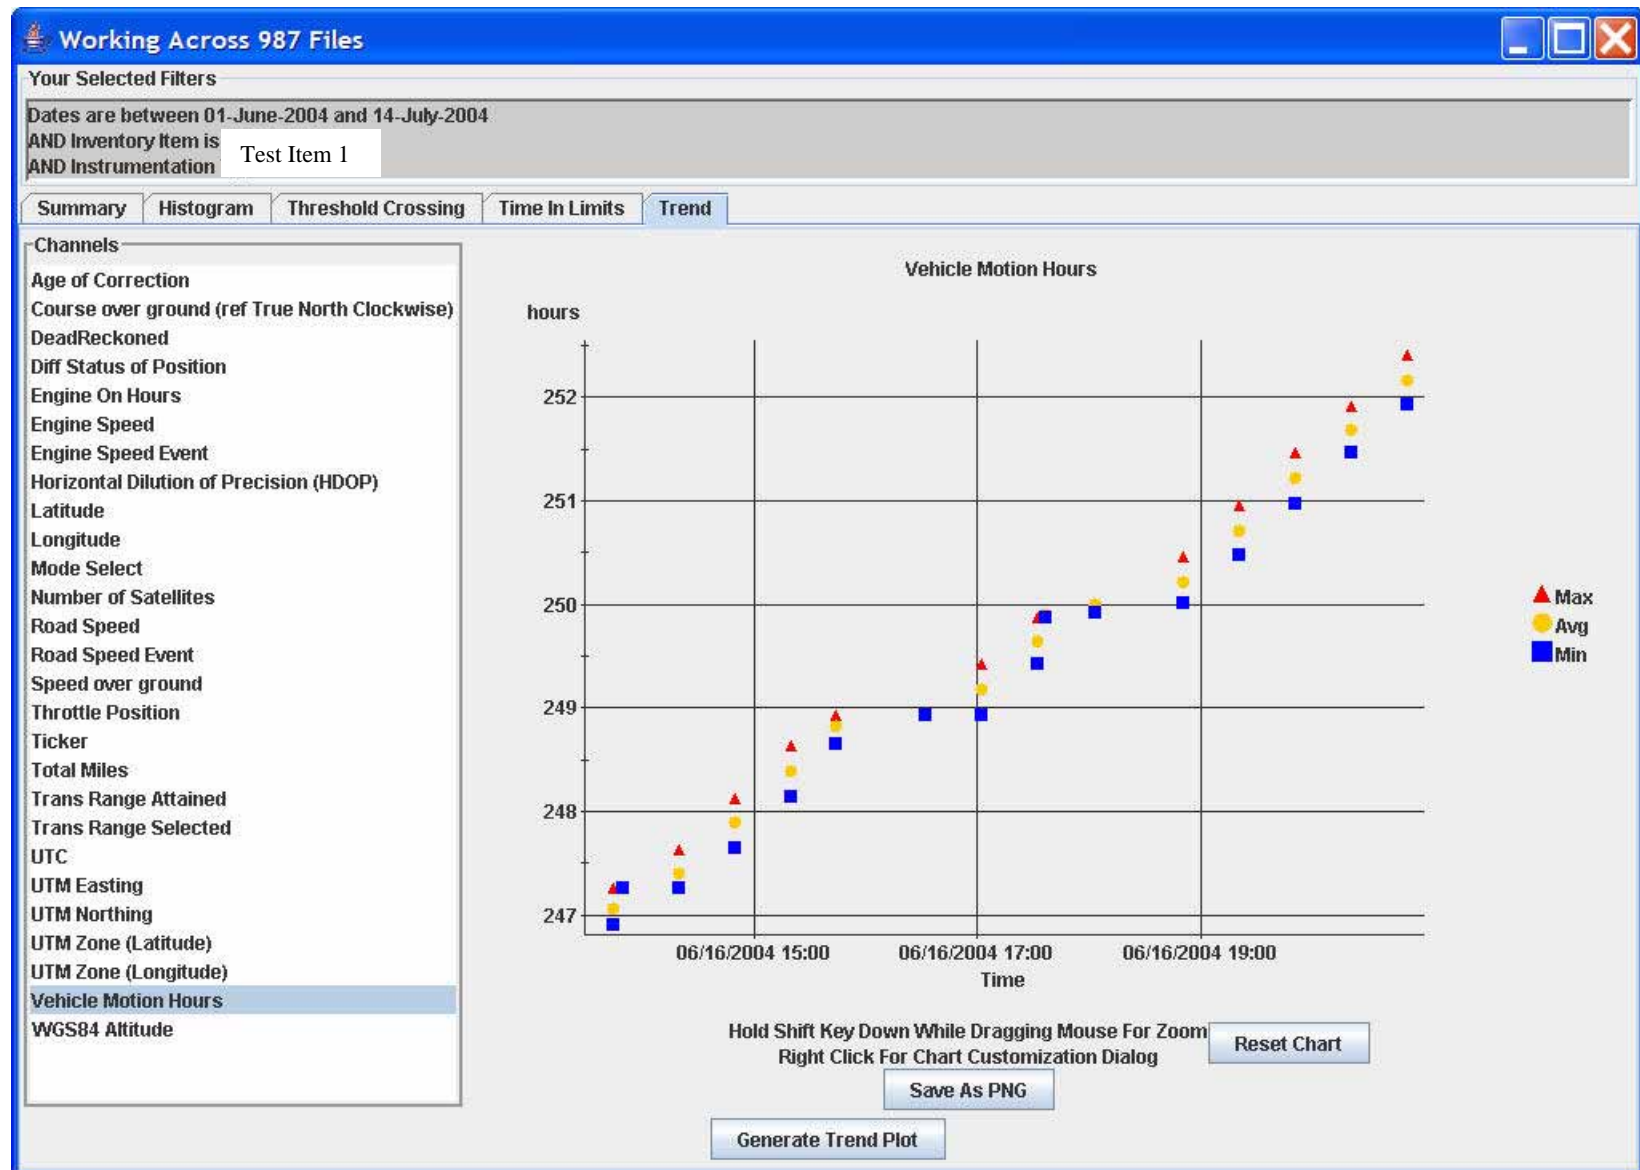 Working Across 987 Files
Your Selected Filters
Dates are between 01-June-2004 and 14-July-2004
AND Inventory Item is
Test Item 1
AND Instrumentation
Summary
Histogram
Threshold Crossing
Time In Limits
Trend
Channels
Age of Correction
Course over ground (ref True North Clockwise)
DeadReckoned
Diff Status of Position
Engine On Hours
Engine Speed
Engine Speed Event
Horizontal Dilution of Precision (HDOP)
Latitude
Longitude
Mode Select
Number of Satellites
Road Speed
Road Speed Event
Speed over ground
Throttle Position
Ticker
Total Miles
Trans Range Attained
Trans Range Selected
UTC
UTM Easting
UTM Northing
UTM Zone (Latitude)
UTM Zone (Longitude)
Vehicle Motion Hours
WGS84 Altitude
Vehicle Motion Hours
hours
252
251
250
249
248
247
06/16/2004 15:00
06/16/2004 17:00
06/16/2004 19:00
Time
Max
Avg
Min
Hold Shift Key Down While Dragging Mouse For Zoom
Right Click For Chart Customization Dialog
Reset Chart
Save As PNG
Generate Trend Plot